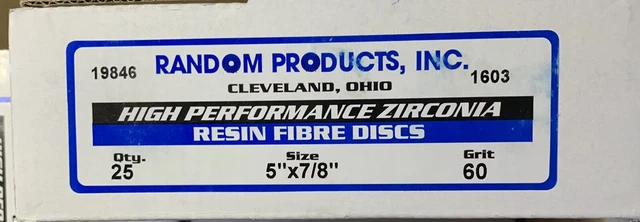 19846 RANDOM PRODUCTS, INC. 1603
CLEVELAND, OHIO
HIGH PERFORMANCE ZIRCONIA
RESIN FIBRE DISCS
Qty. Size Grit
25 5"x7/8" 60